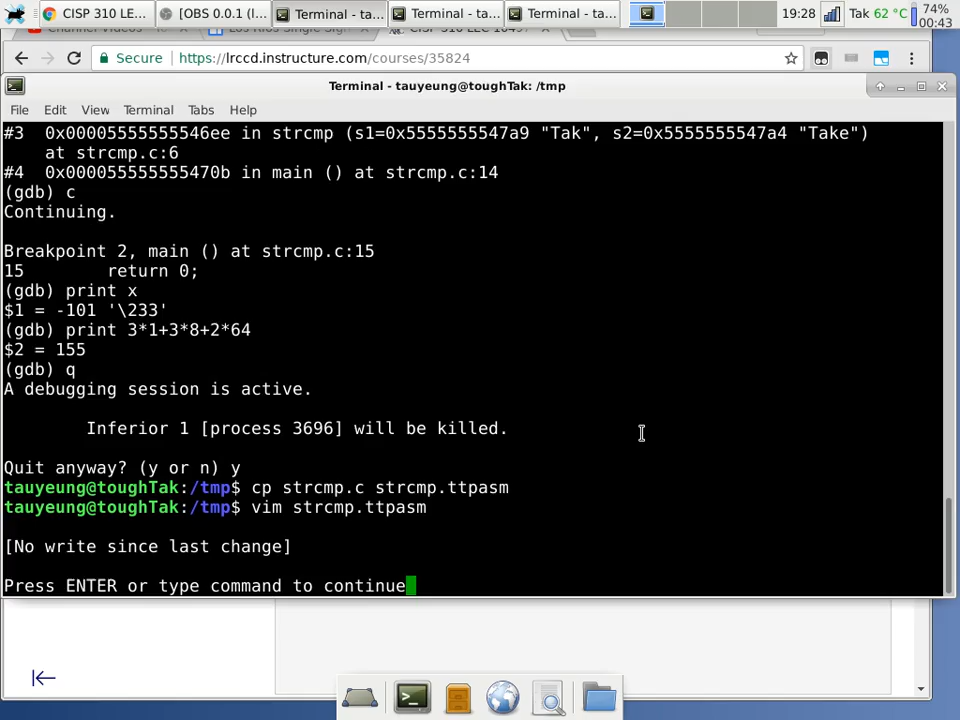 CISP 310 LE...
[OBS 0.0.1 (l...
Terminal - ta...
Terminal - ta...
Terminal - ta...
19:28
Tak 62 °C
74%
00:43
Secure
https://lrccd.instructure.com/courses/35824
Terminal - tauyeung@toughTak: /tmp
File Edit View Terminal Tabs Help
#3  0x00005555555546ee in strcmp (s1=0x5555555547a9 "Tak", s2=0x5555555547a4 "Take")
    at strcmp.c:6
#4  0x000055555555470b in main () at strcmp.c:14
(gdb) c
Continuing.
Breakpoint 2, main () at strcmp.c:15
15        return 0;
(gdb) print x
$1 = -101 '\233'
(gdb) print 3*1+3*8+2*64
$2 = 155
(gdb) q
A debugging session is active.
        Inferior 1 [process 3696] will be killed.
Quit anyway? (y or n) y
tauyeung@toughTak:/tmp$ cp strcmp.c strcmp.ttpasm
tauyeung@toughTak:/tmp$ vim strcmp.ttpasm
[No write since last change]
Press ENTER or type command to continue